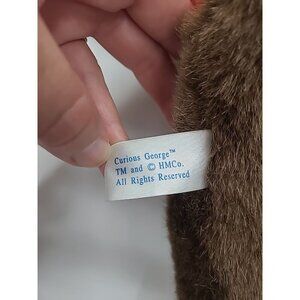 Curious George™
TM and © HMCo.
All Rights Reserved